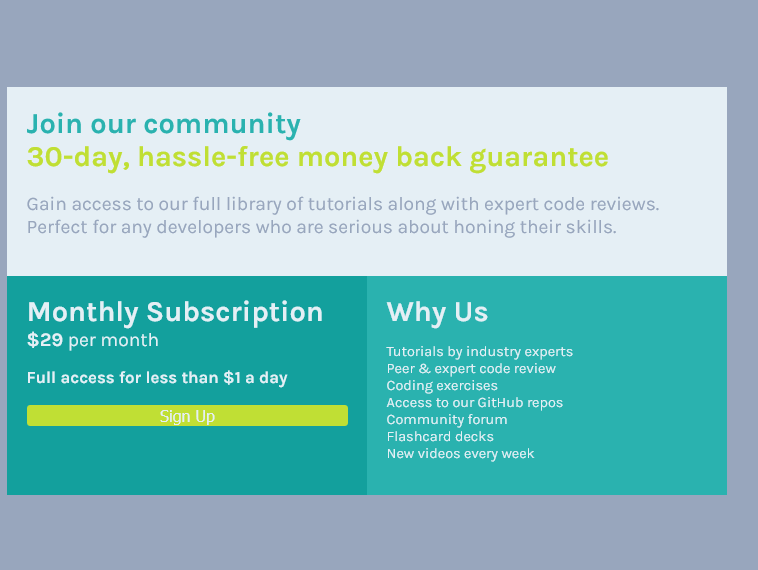 Join our community
30-day, hassle-free money back guarantee
Gain access to our full library of tutorials along with expert code reviews.
Perfect for any developers who are serious about honing their skills.
Monthly Subscription
$29 per month
Full access for less than $1 a day
Sign Up
Why Us
Tutorials by industry experts
Peer & expert code review
Coding exercises
Access to our GitHub repos
Community forum
Flashcard decks
New videos every week